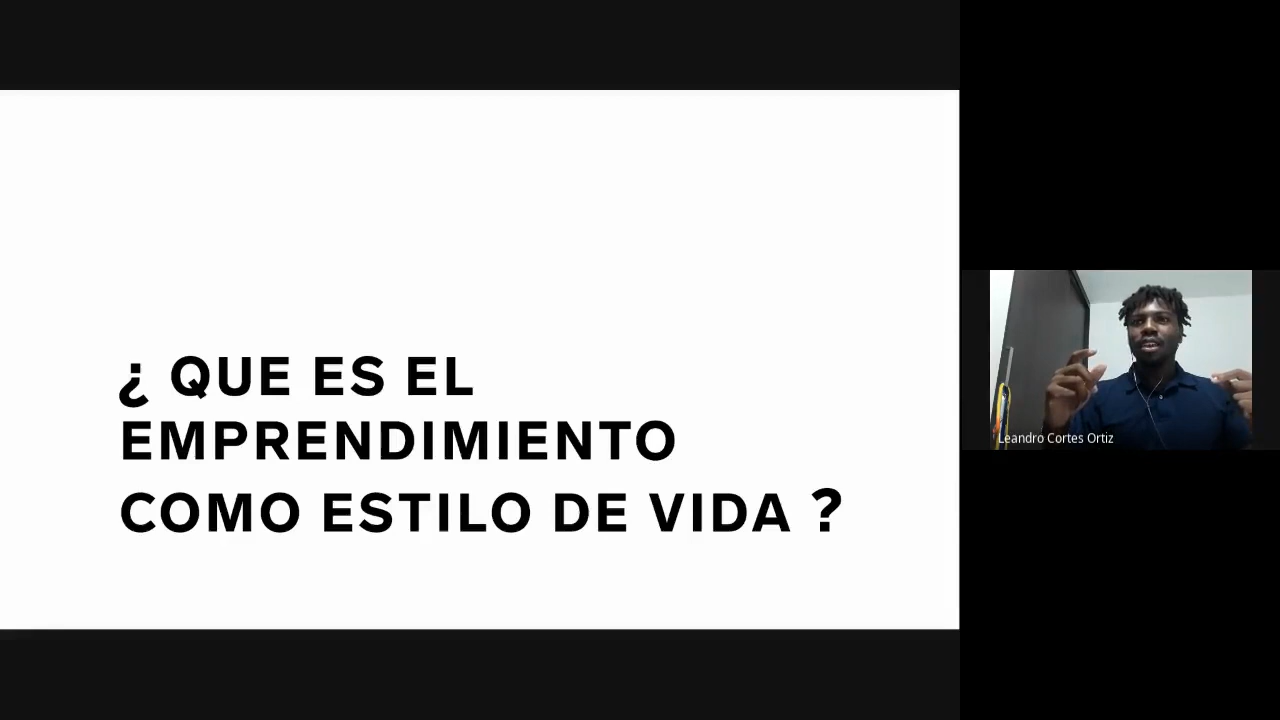 ¿ QUE ES EL
EMPRENDIMIENTO
COMO ESTILO DE VIDA ?
Leandro Cortes Ortiz